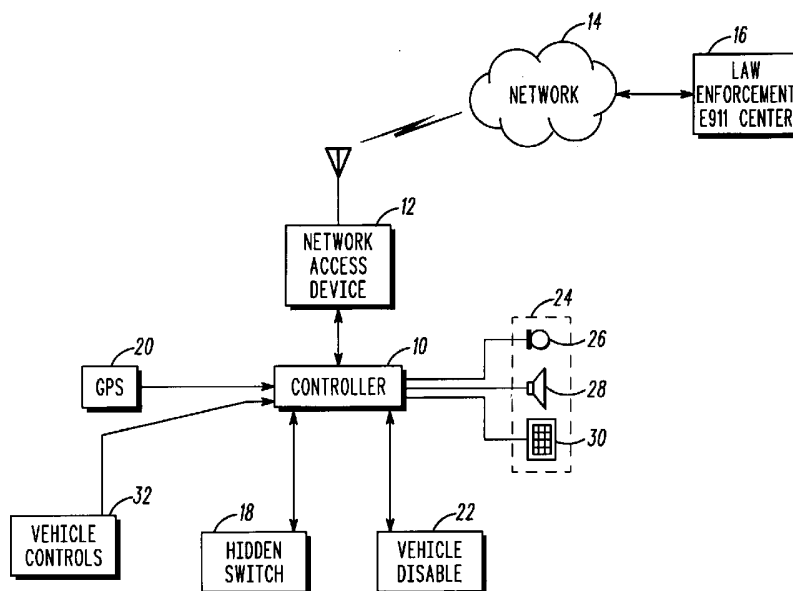 14
16
LAW
ENFORCEMENT
E911 CENTER
NETWORK
12
NETWORK
ACCESS
DEVICE
24
26
20
10
GPS
CONTROLLER
28
30
32
18
22
VEHICLE
CONTROLS
HIDDEN
SWITCH
VEHICLE
DISABLE